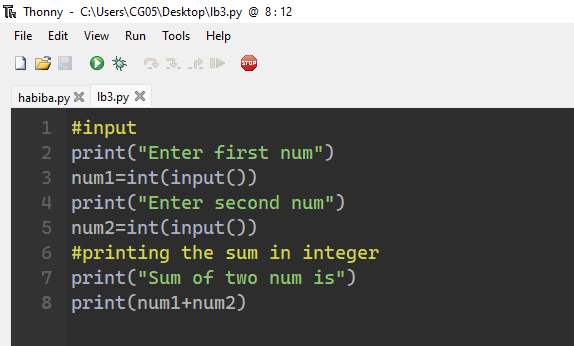 Thonny - C:\Users\CG05\Desktop\lb3.py @ 8:12
File Edit View Run Tools Help
STOP
habiba.py lb3.py
1 #input
2 print("Enter first num")
3 num1=int(input())
4 print("Enter second num")
5 num2=int(input())
6 #printing the sum in integer
7 print("Sum of two num is")
8 print(num1+num2)